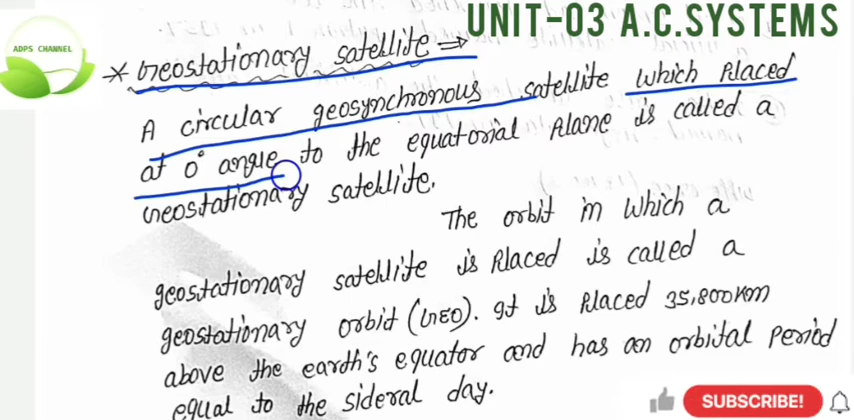 UNIT-03 A.C.SYSTEMS
ADPS CHANNEL
* Geostationary satellite ⇒
A circular geosynchronous satellite which placed
at 0° angle to the equatorial plane is called a
Geostationary satellite.
The orbit in which a
geostationary satellite is placed is called a
geostationary orbit (GEO). It is placed 35,800Km
above the earth's equator and has an orbital period
equal to the sideral day.
SUBSCRIBE!